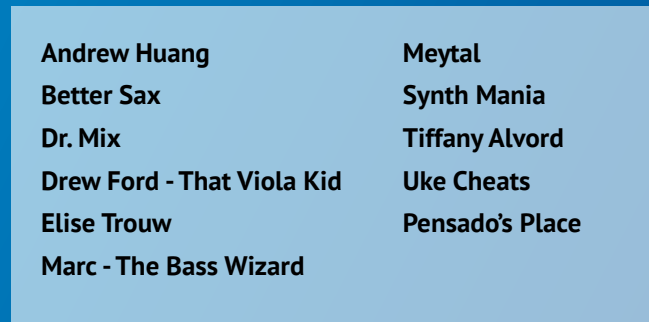 Andrew Huang
Better Sax
Dr. Mix
Drew Ford - That Viola Kid
Elise Trouw
Marc - The Bass Wizard
Meytal
Synth Mania
Tiffany Alvord
Uke Cheats
Pensado’s Place